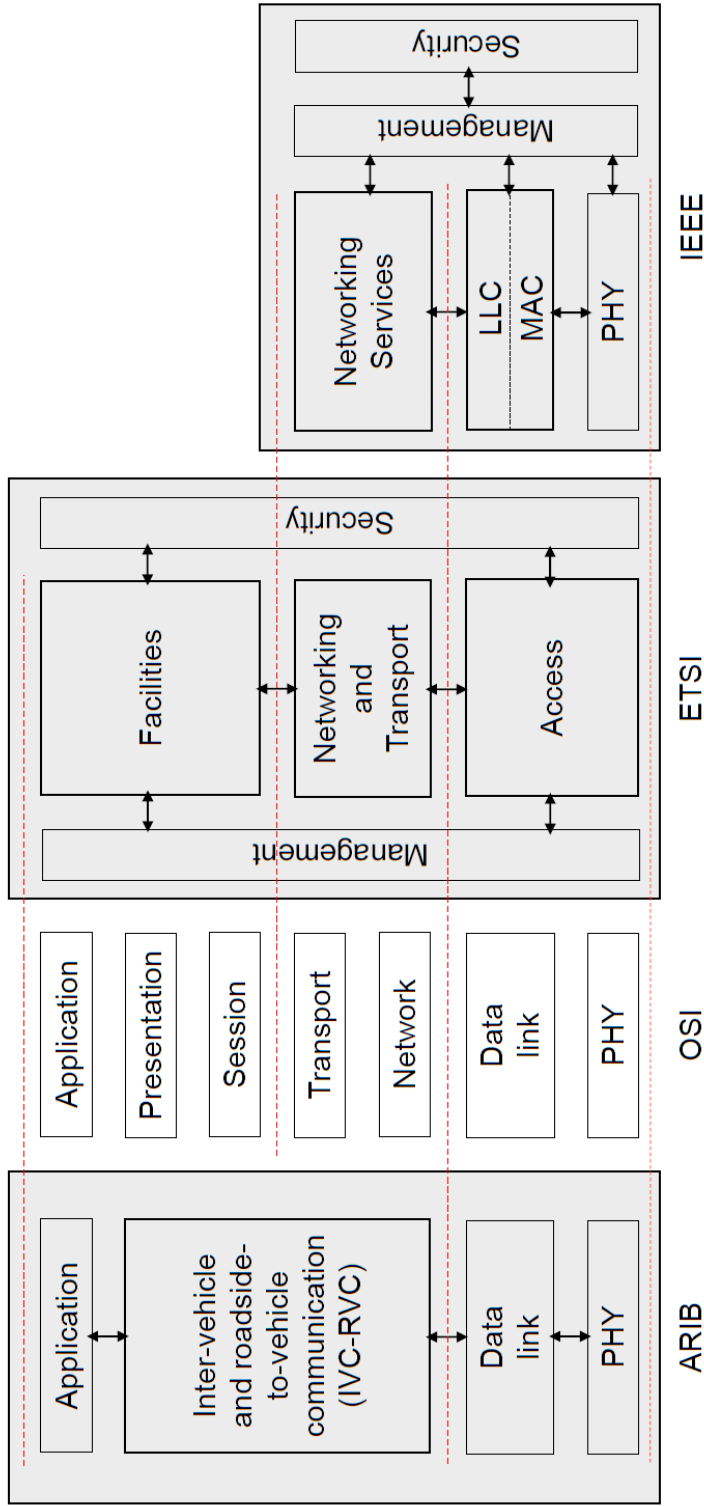 Application
Inter-vehicle
and roadside-
to-vehicle
communication
(IVC-RVC)
Data
link
PHY
ARIB
Application
Presentation
Session
Transport
Network
Data
link
PHY
OSI
Management
Facilities
Networking
and
Transport
Access
Security
ETSI
Networking
Services
LLC
MAC
PHY
Management
Security
IEEE